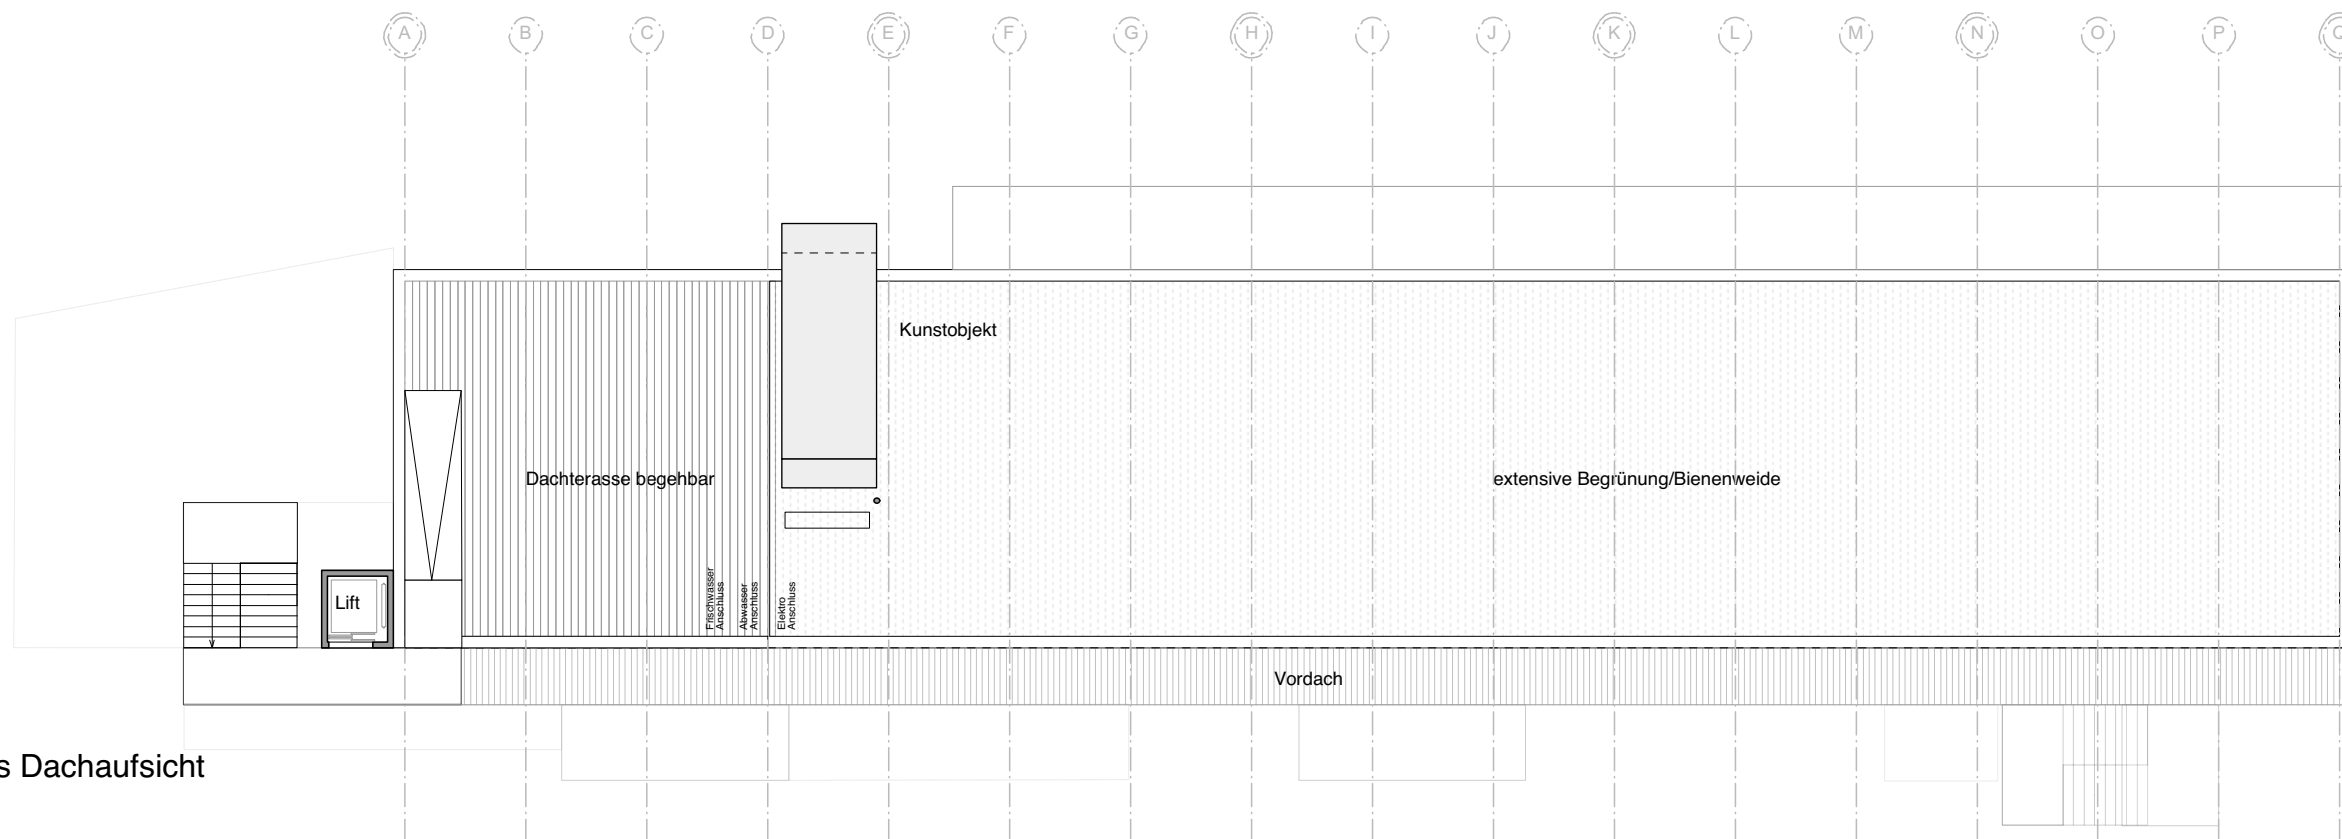 A B C D E F G H I J K L M N O P Q
Kunstobjekt
Dachterasse begehbar
extensive Begrünung/Bienenweide
Frischwasser
Anschluss
Abwasser
Anschluss
Elektro
Anschluss
Lift
Vordach
s Dachaufsicht